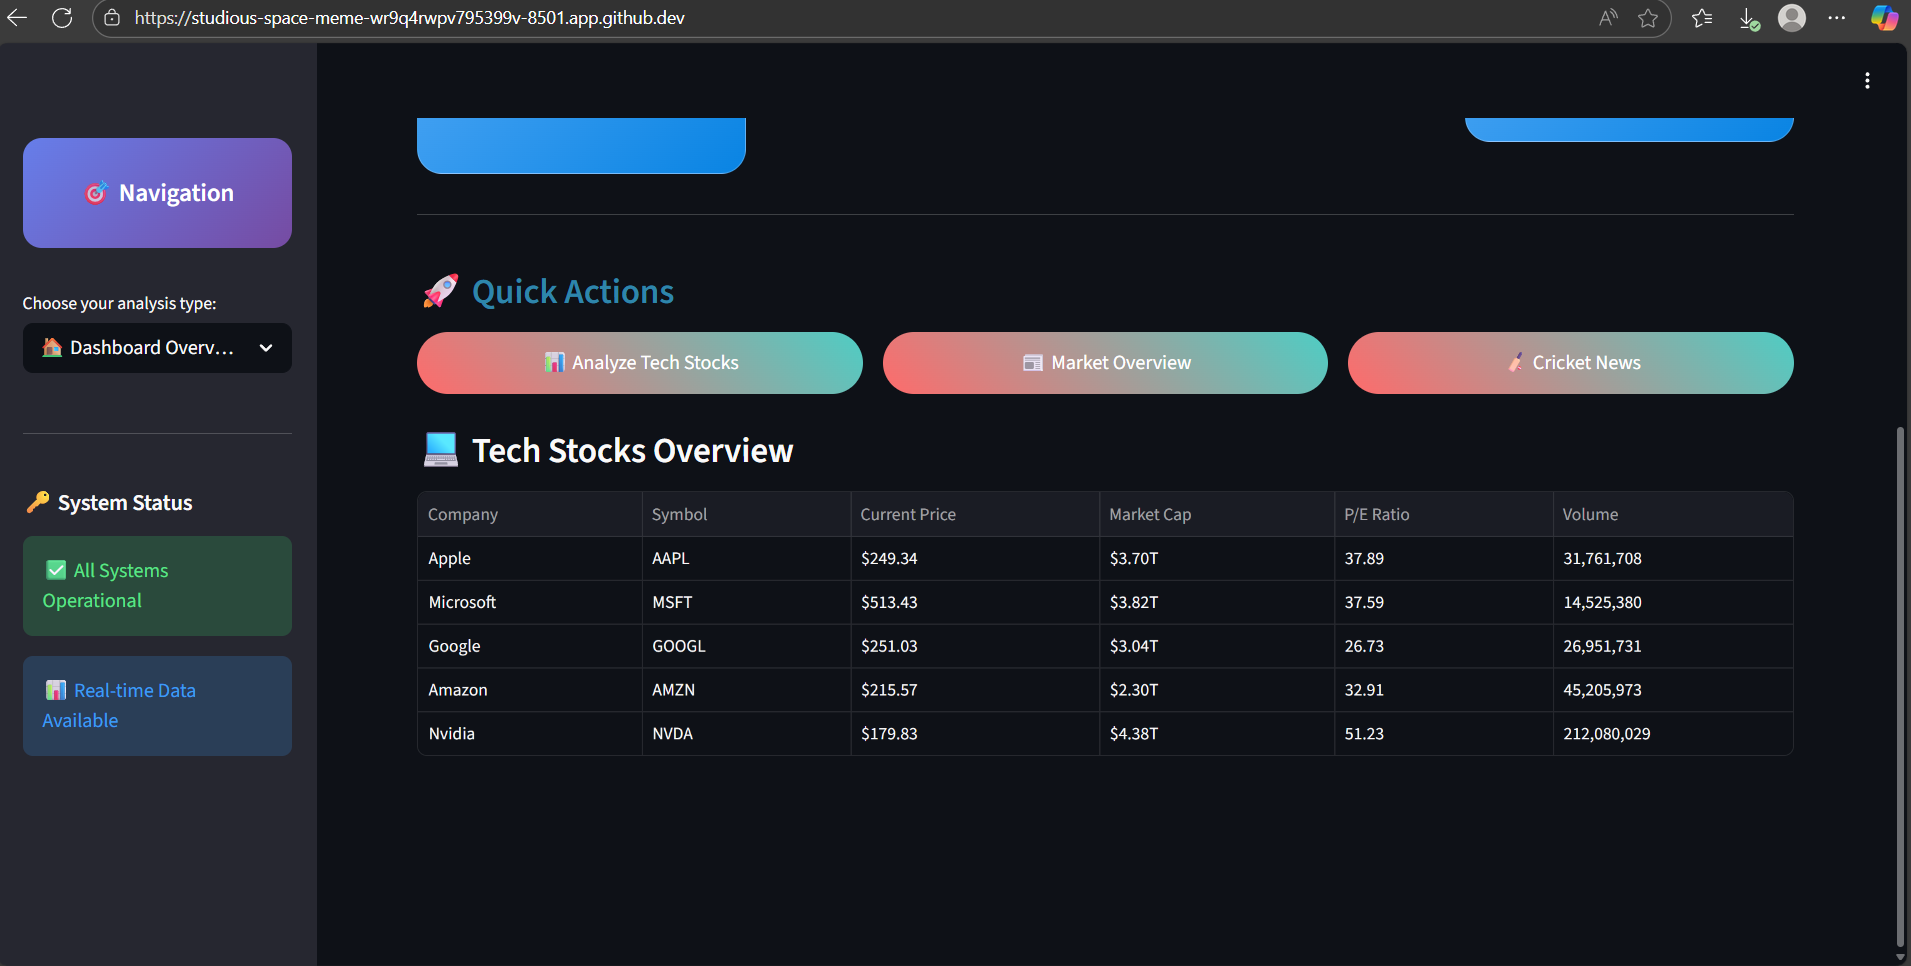 https://studious-space-meme-wr9q4rwpv795399v-8501.app.github.dev
Navigation
Choose your analysis type:
Dashboard Overv...
System Status
All Systems
Operational
Real-time Data
Available
Quick Actions
Analyze Tech Stocks
Market Overview
Cricket News
Tech Stocks Overview
Company Symbol Current Price Market Cap P/E Ratio Volume
Apple AAPL $249.34 $3.70T 37.89 31,761,708
Microsoft MSFT $513.43 $3.82T 37.59 14,525,380
Google GOOGL $251.03 $3.04T 26.73 26,951,731
Amazon AMZN $215.57 $2.30T 32.91 45,205,973
Nvidia NVDA $179.83 $4.38T 51.23 212,080,029